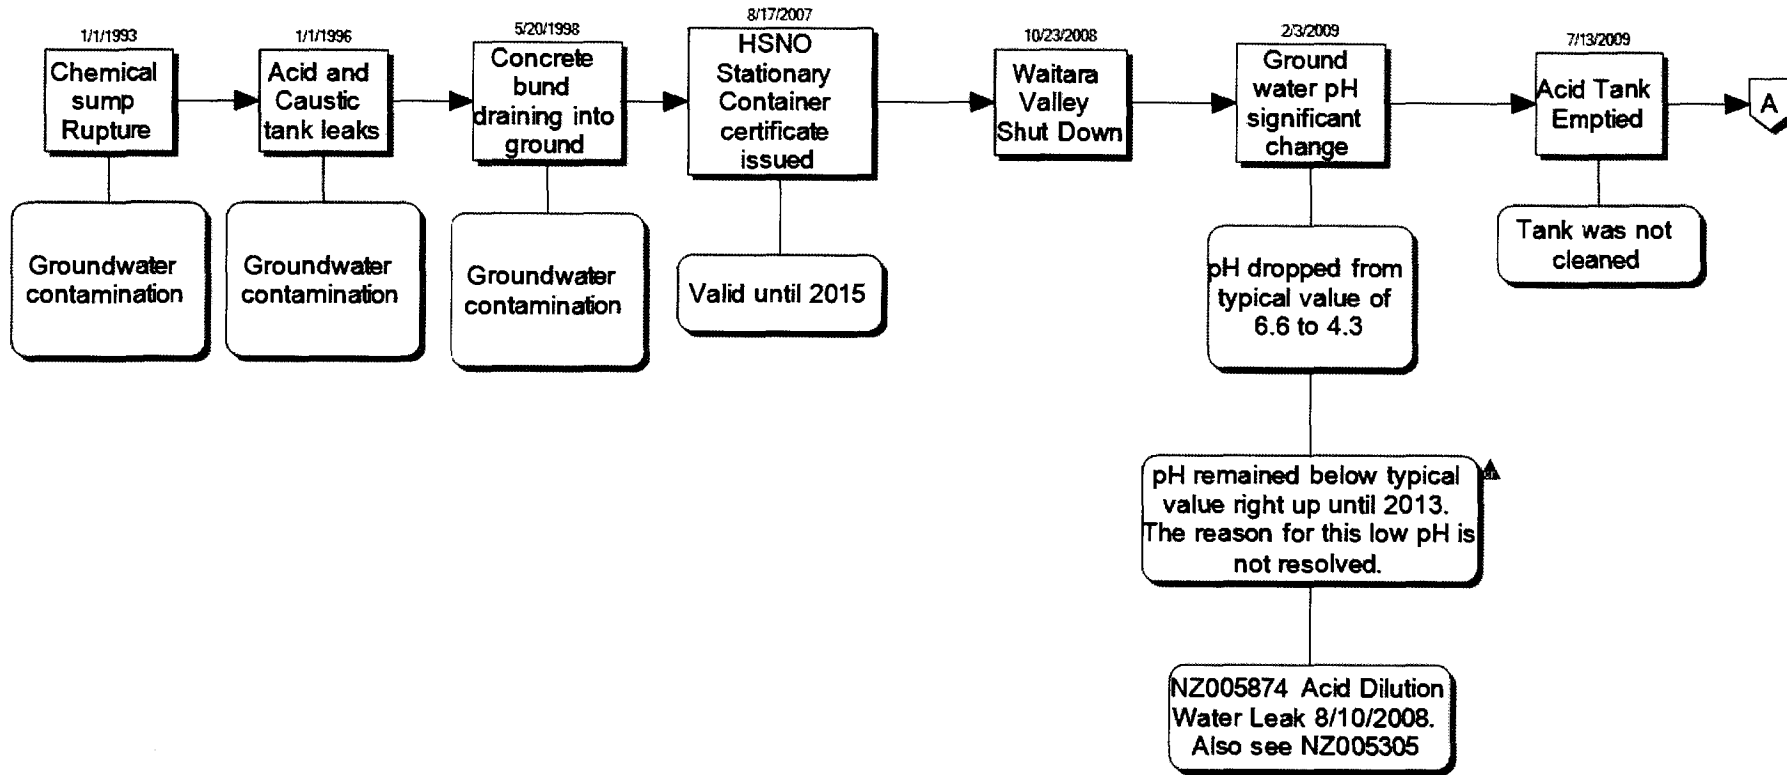 1/1/1993
Chemical
sump
Rupture
Groundwater
contamination
1/1/1996
Acid and
Caustic
tank leaks
Groundwater
contamination
5/20/1998
Concrete
bund
draining into
ground
Groundwater
contamination
8/17/2007
HSNO
Stationary
Container
certificate
issued
Valid until 2015
10/23/2008
Waitara
Valley
Shut Down
2/3/2009
Ground
water pH
significant
change
pH dropped from
typical value of
6.6 to 4.3
pH remained below typical
value right up until 2013.
The reason for this low pH is
not resolved.
NZ005874 Acid Dilution
Water Leak 8/10/2008.
Also see NZ005305
7/13/2009
Acid Tank
Emptied
Tank was not
cleaned
A